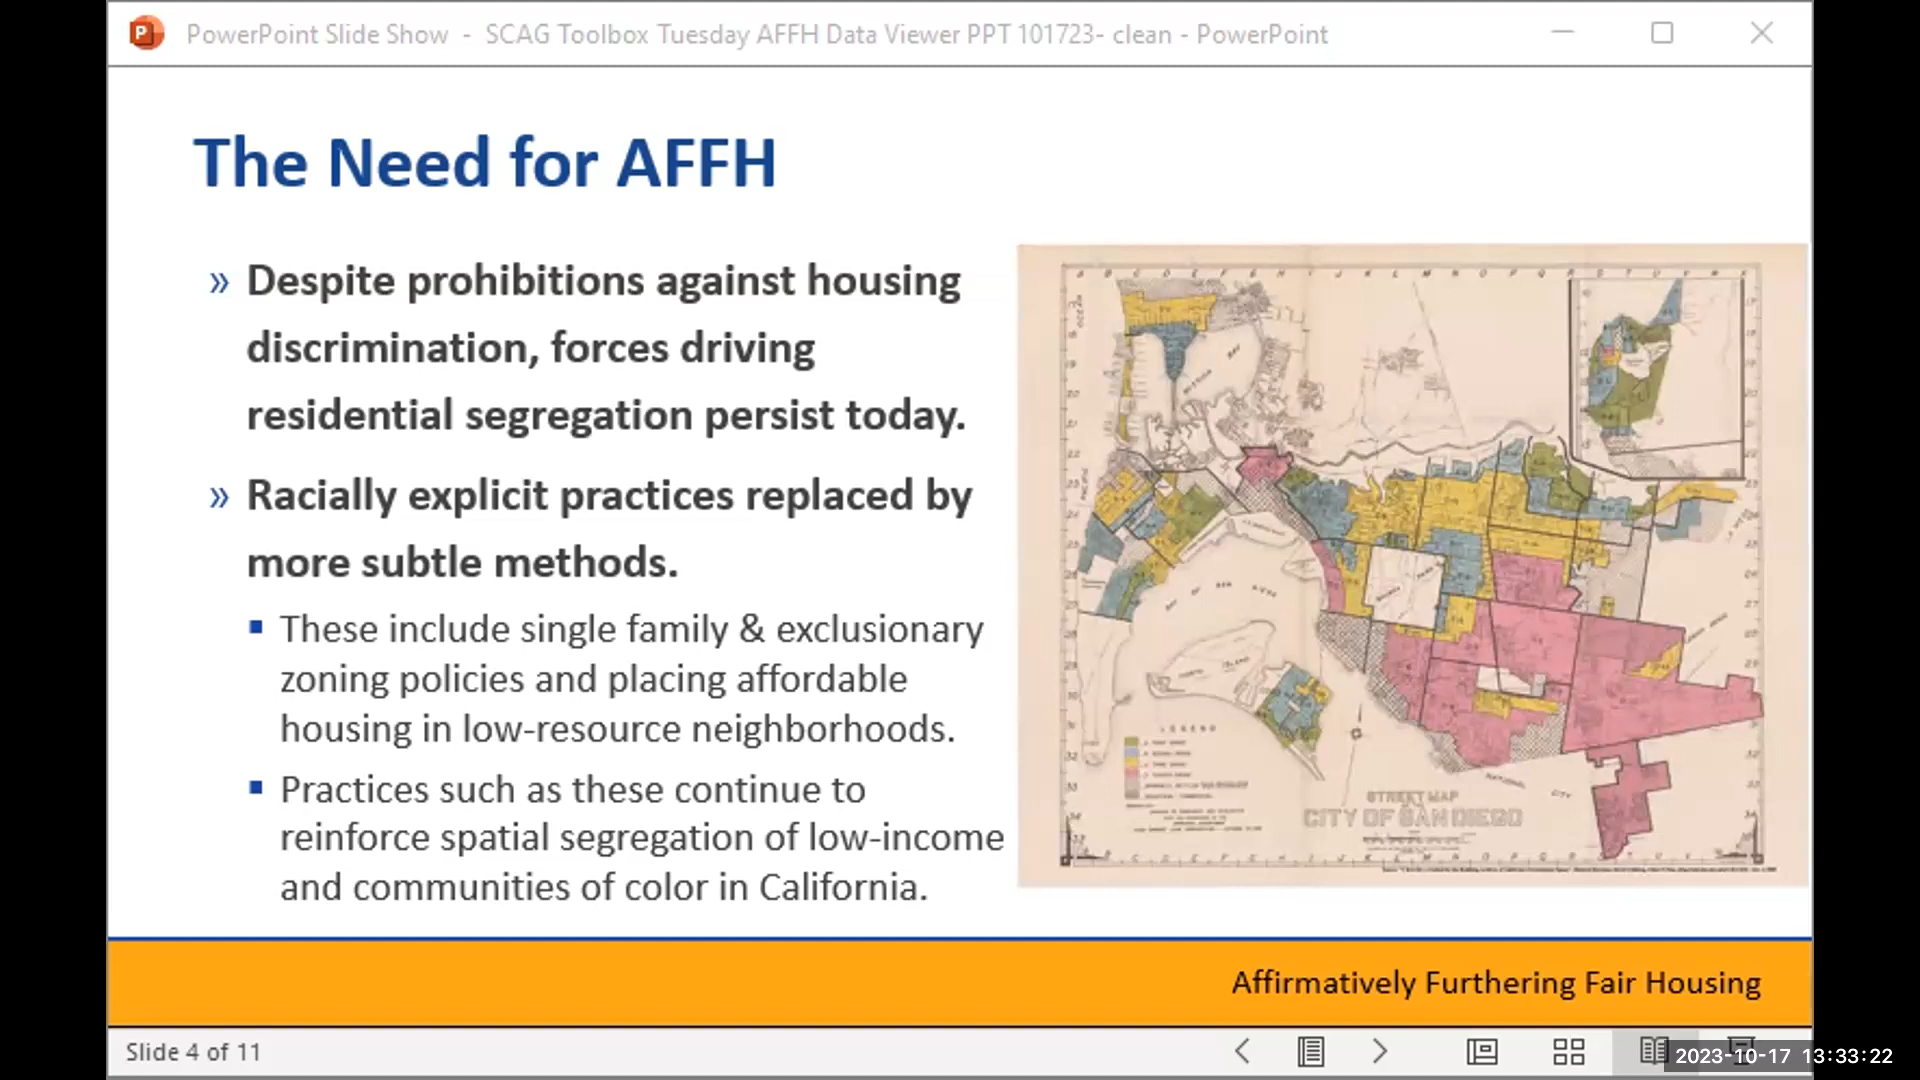 PowerPoint Slide Show - SCAG Toolbox Tuesday AFFH Data Viewer PPT 101723- clean - PowerPoint
The Need for AFFH
» Despite prohibitions against housing
discrimination, forces driving
residential segregation persist today.
» Racially explicit practices replaced by
more subtle methods.
▪ These include single family & exclusionary
zoning policies and placing affordable
housing in low-resource neighborhoods.
▪ Practices such as these continue to
reinforce spatial segregation of low-income
and communities of color in California.
LEGEND
STREET MAP
CITY OF SAN DIEGO
Affirmatively Furthering Fair Housing
Slide 4 of 11
2023-10-17 13:33:22